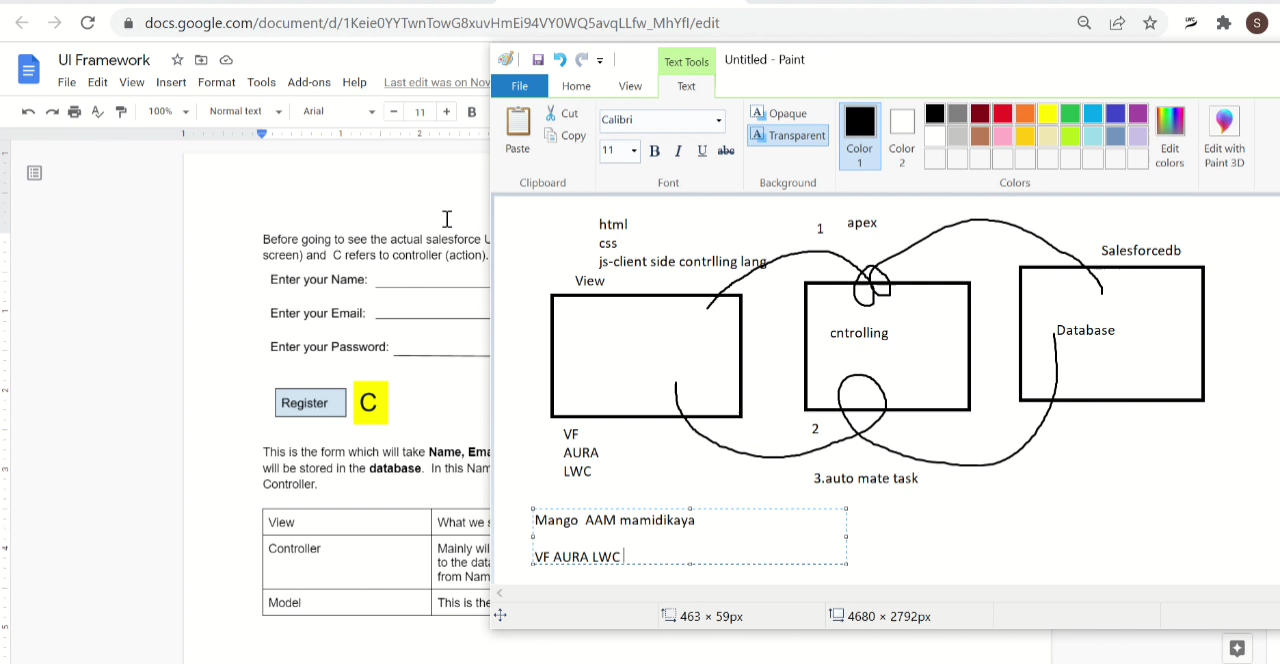 docs.google.com/document/d/1Keie0YYTwnTowG8xuvHmEi94VY0WQ5avqLLfw_MhYfI/edit
S
UI Framework
File Edit View Insert Format Tools Add-ons Help Last edit was on Nov
100% Normal text Arial 11 B
1 1 2
Before going to see the actual salesforce U
screen) and C refers to controller (action).
Enter your Name:
Enter your Email:
Enter your Password:
Register C
This is the form which will take Name, Ema
will be stored in the database. In this Nam
Controller.
View What we s
Controller Mainly wil
to the data
from Nam
Model This is the
Text Tools Untitled - Paint
File Home View Text
Paste Cut
Copy
Clipboard
Calibri
11 B I U abc
Font
A Opaque
A Transparent
Background
Color 1
Color 2
Edit colors
Colors
Edit with Paint 3D
html
css
js-client side contrlling lang
View
1 apex
Salesforcedb
cntrolling
Database
VF
AURA
LWC
2
3.auto mate task
Mango AAM mamidikaya
VF AURA LWC
463 × 59px 4680 × 2792px